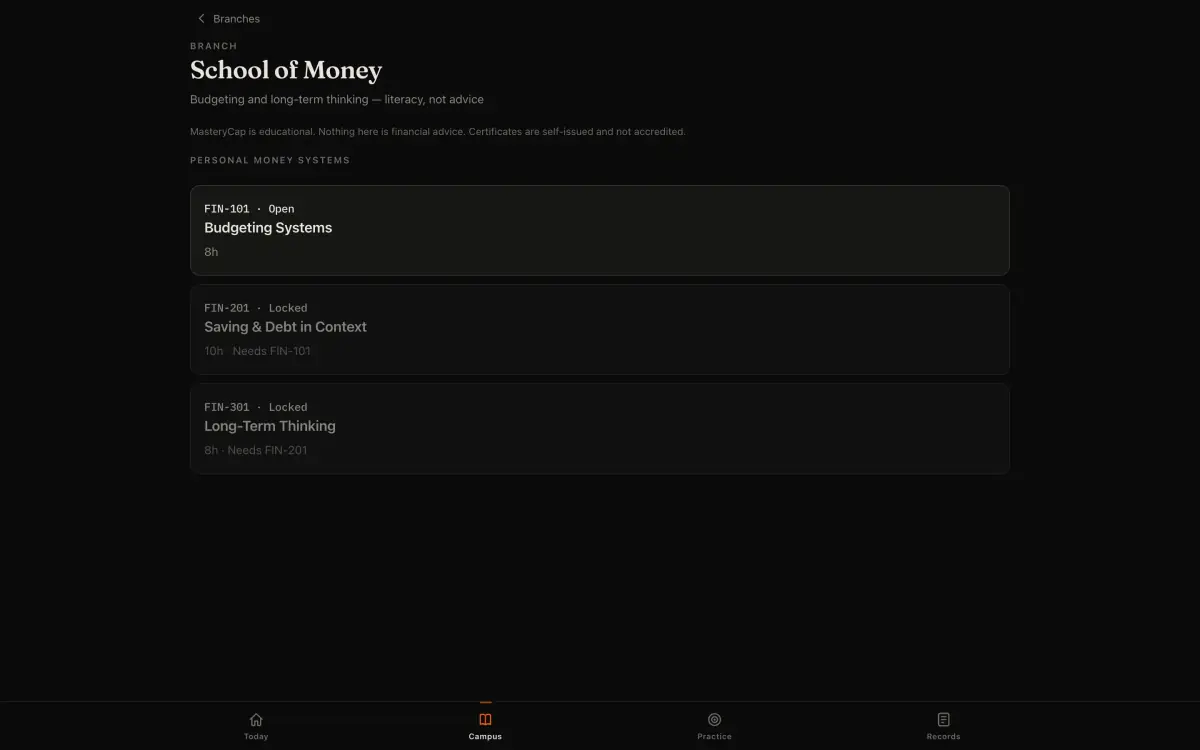 Branches
BRANCH
School of Money
Budgeting and long-term thinking — literacy, not advice
MasteryCap is educational. Nothing here is financial advice. Certificates are self-issued and not accredited.
PERSONAL MONEY SYSTEMS
FIN-101 · Open
Budgeting Systems
8h
FIN-201 · Locked
Saving & Debt in Context
10h · Needs FIN-101
FIN-301 · Locked
Long-Term Thinking
8h · Needs FIN-201
Today
Campus
Practice
Records